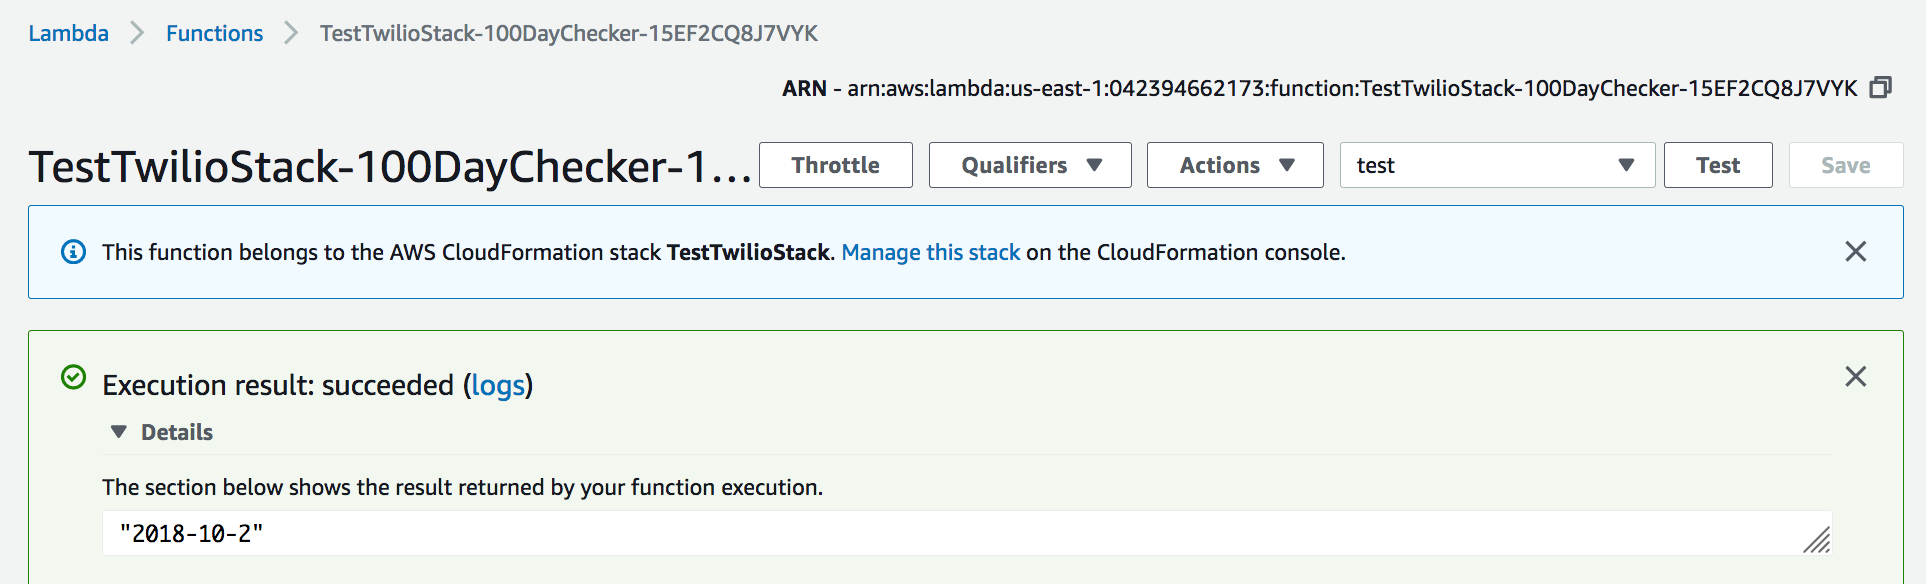 Lambda Functions TestTwilioStack-100DayChecker-15EF2CQ8J7VYK
ARN - arn:aws:lambda:us-east-1:042394662173:function:TestTwilioStack-100DayChecker-15EF2CQ8J7VYK
TestTwilioStack-100DayChecker-1... Throttle Qualifiers Actions test Test Save
This function belongs to the AWS CloudFormation stack TestTwilioStack. Manage this stack on the CloudFormation console.
Execution result: succeeded (logs)
Details
The section below shows the result returned by your function execution.
"2018-10-2"